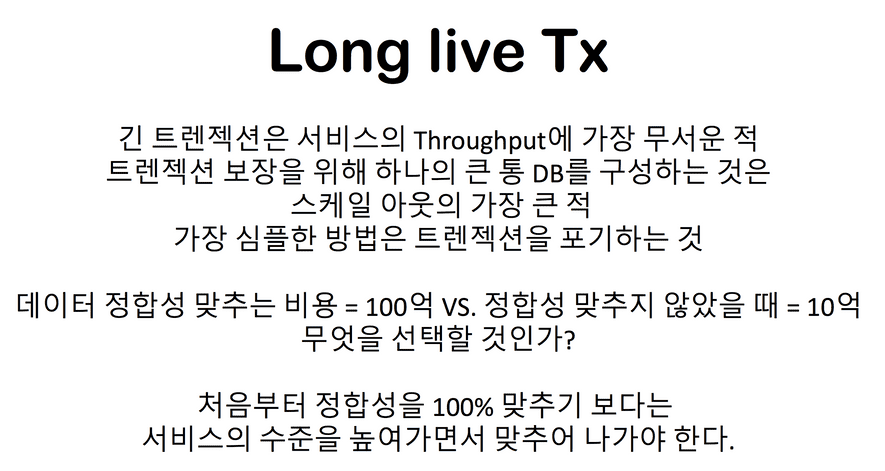 Long live Tx
긴 트렌젝션은 서비스의 Throughput에 가장 무서운 적
트렌젝션 보장을 위해 하나의 큰 통 DB를 구성하는 것은
스케일 아웃의 가장 큰 적
가장 심플한 방법은 트렌젝션을 포기하는 것
데이터 정합성 맞추는 비용 = 100억 VS. 정합성 맞추지 않았을 때 = 10억
무엇을 선택할 것인가?
처음부터 정합성을 100% 맞추기 보다는
서비스의 수준을 높여가면서 맞추어 나가야 한다.